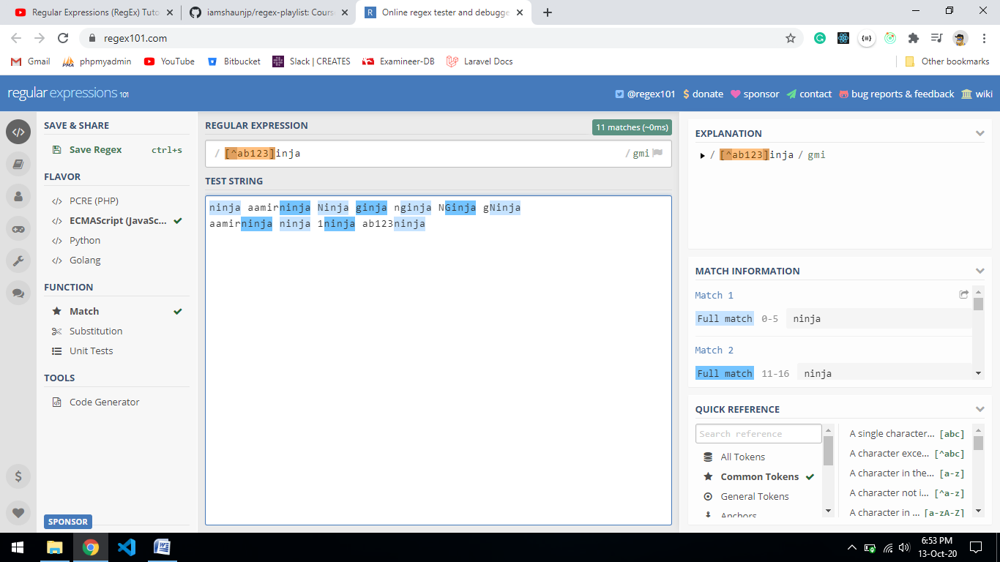 Regular Expressions (RegEx) Tuto
iamshaunjp/regex-playlist: Cours
Online regex tester and debugge
regex101.com
Gmail
phpmyadmin
YouTube
Bitbucket
Slack | CREATES
Examineer-DB
Laravel Docs
Other bookmarks
regular expressions 101
@regex101
$ donate
sponsor
contact
bug reports & feedback
wiki
SAVE & SHARE
Save Regex ctrl+s
FLAVOR
</> PCRE (PHP)
</> ECMAScript (JavaSc...
</> Python
</> Golang
FUNCTION
Match
Substitution
Unit Tests
TOOLS
Code Generator
SPONSOR
REGULAR EXPRESSION
11 matches (~0ms)
/ [^ab123]inja / gmi
TEST STRING
ninja aamirninja Ninja ginja nginja NGinja gNinja
aamirninja ninja 1ninja ab123ninja
EXPLANATION
/ [^ab123]inja / gmi
MATCH INFORMATION
Match 1
Full match 0-5 ninja
Match 2
Full match 11-16 ninja
QUICK REFERENCE
Search reference
All Tokens
Common Tokens
General Tokens
Anchors
A single character... [abc]
A character exce... [^abc]
A character in the... [a-z]
A character not i... [^a-z]
A character in ... [a-zA-Z]
6:53 PM
13-Oct-20